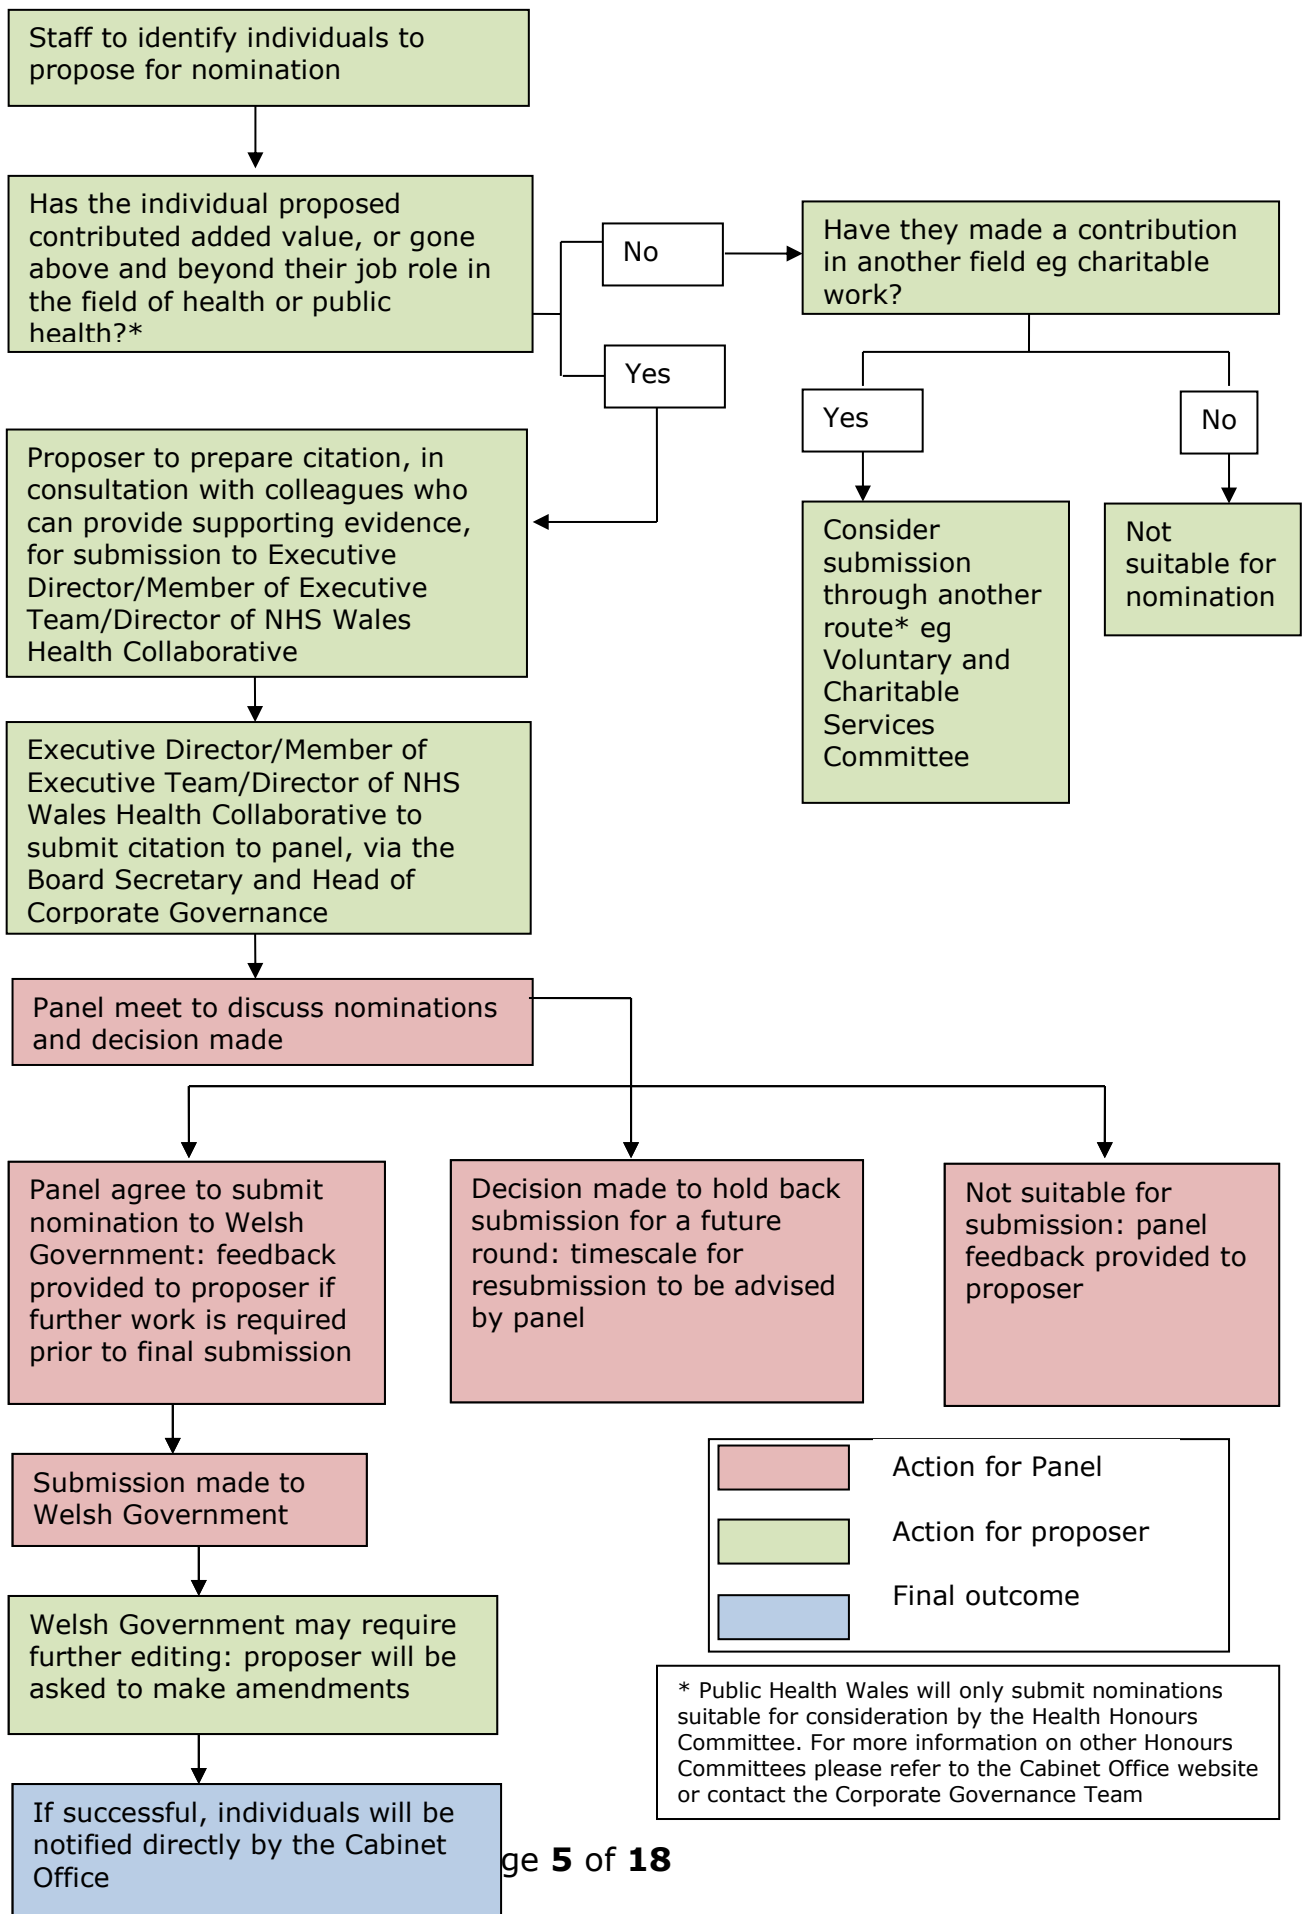 Staff to identify individuals to
propose for nomination
Has the individual proposed
contributed added value, or gone
above and beyond their job role in
the field of health or public
health?*
No
Yes
Have they made a contribution
in another field eg charitable
work?
Yes
No
Consider
submission
through another
route* eg
Voluntary and
Charitable
Services
Committee
Not
suitable for
nomination
Proposer to prepare citation, in
consultation with colleagues who
can provide supporting evidence,
for submission to Executive
Director/Member of Executive
Team/Director of NHS Wales
Health Collaborative
Executive Director/Member of
Executive Team/Director of NHS
Wales Health Collaborative to
submit citation to panel, via the
Board Secretary and Head of
Corporate Governance
Panel meet to discuss nominations
and decision made
Panel agree to submit
nomination to Welsh
Government: feedback
provided to proposer if
further work is required
prior to final submission
Decision made to hold back
submission for a future
round: timescale for
resubmission to be advised
by panel
Not suitable for
submission: panel
feedback provided to
proposer
Submission made to
Welsh Government
Action for Panel
Action for proposer
Final outcome
Welsh Government may require
further editing: proposer will be
asked to make amendments
* Public Health Wales will only submit nominations
suitable for consideration by the Health Honours
Committee. For more information on other Honours
Committees please refer to the Cabinet Office website
or contact the Corporate Governance Team
If successful, individuals will be
notified directly by the Cabinet
Office
ge 5 of 18